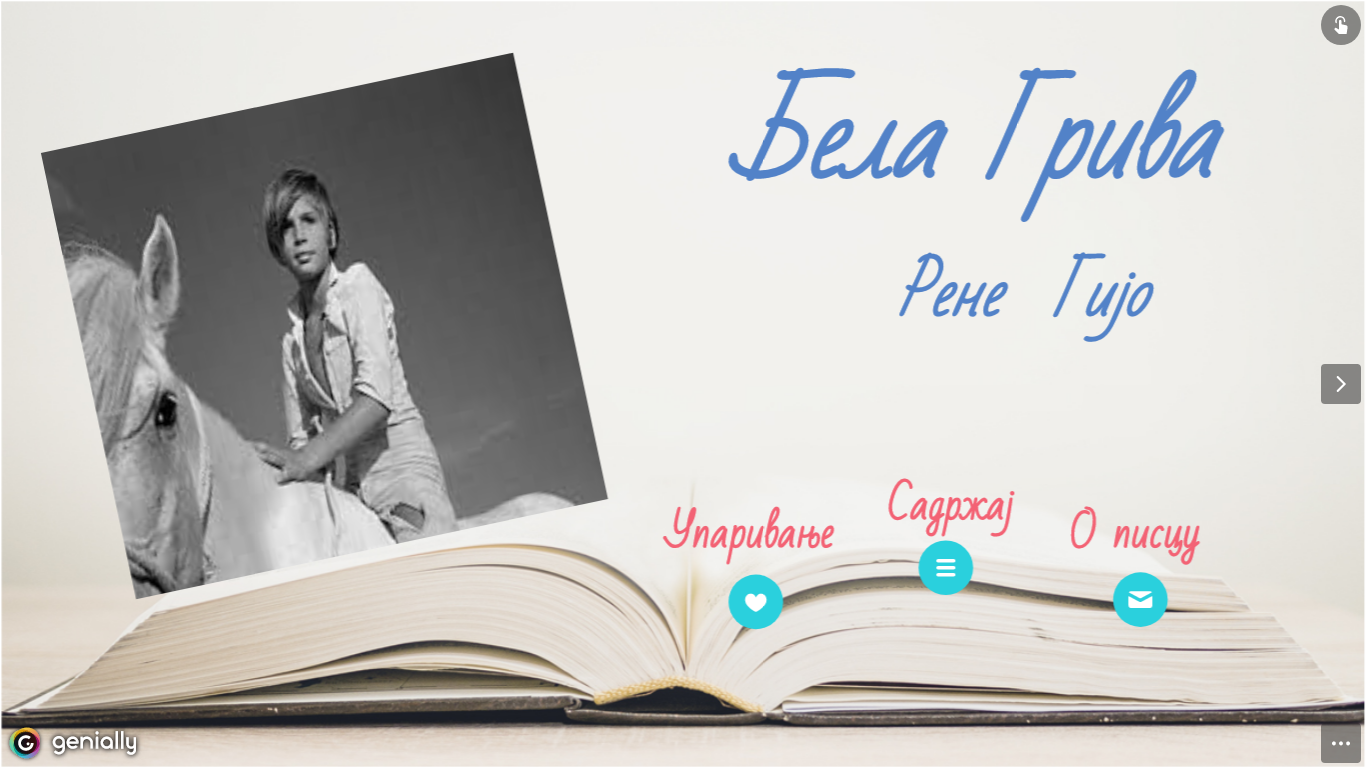 Бела Грива
Рене Гијо
Упаривање
Садржај
О писцу
genially